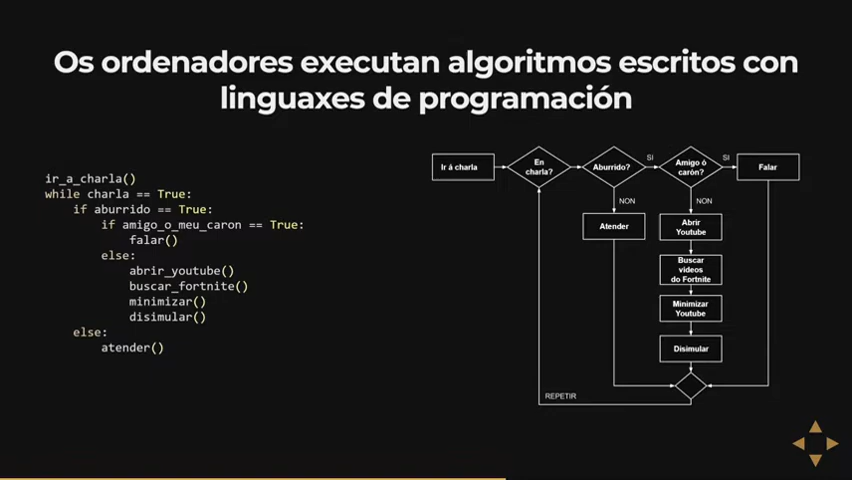 Os ordenadores executan algoritmos escritos con
linguaxes de programación
ir_a_charla()
while charla == True:
    if aburrido == True:
        if amigo_o_meu_caron == True:
            falar()
        else:
            abrir_youtube()
            buscar_fortnite()
            minimizar()
            disimular()
    else:
        atender()
Ir á charla
En
charla?
Aburrido?
SI
Amigo ó
carón?
SI
Falar
NON
NON
Atender
Abrir
Youtube
Buscar
vídeos
do Fortnite
Minimizar
Youtube
Disimular
REPETIR